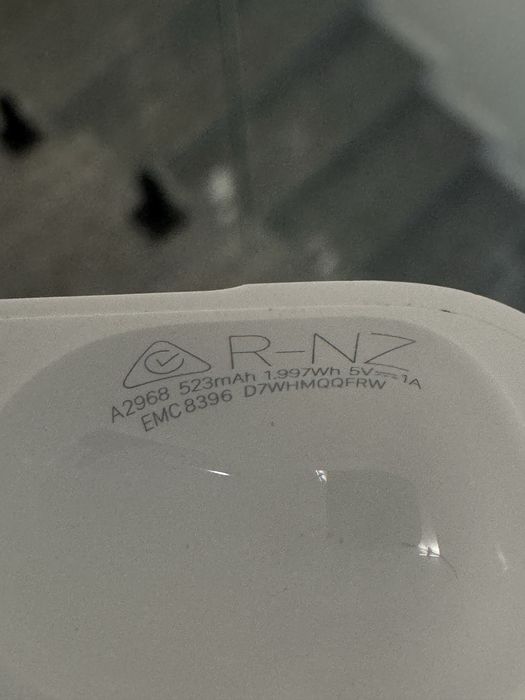 R-NZ
A2968 523mAh 1.997Wh 5V⎓1A
EMC 8396 D7WHMQQFRW